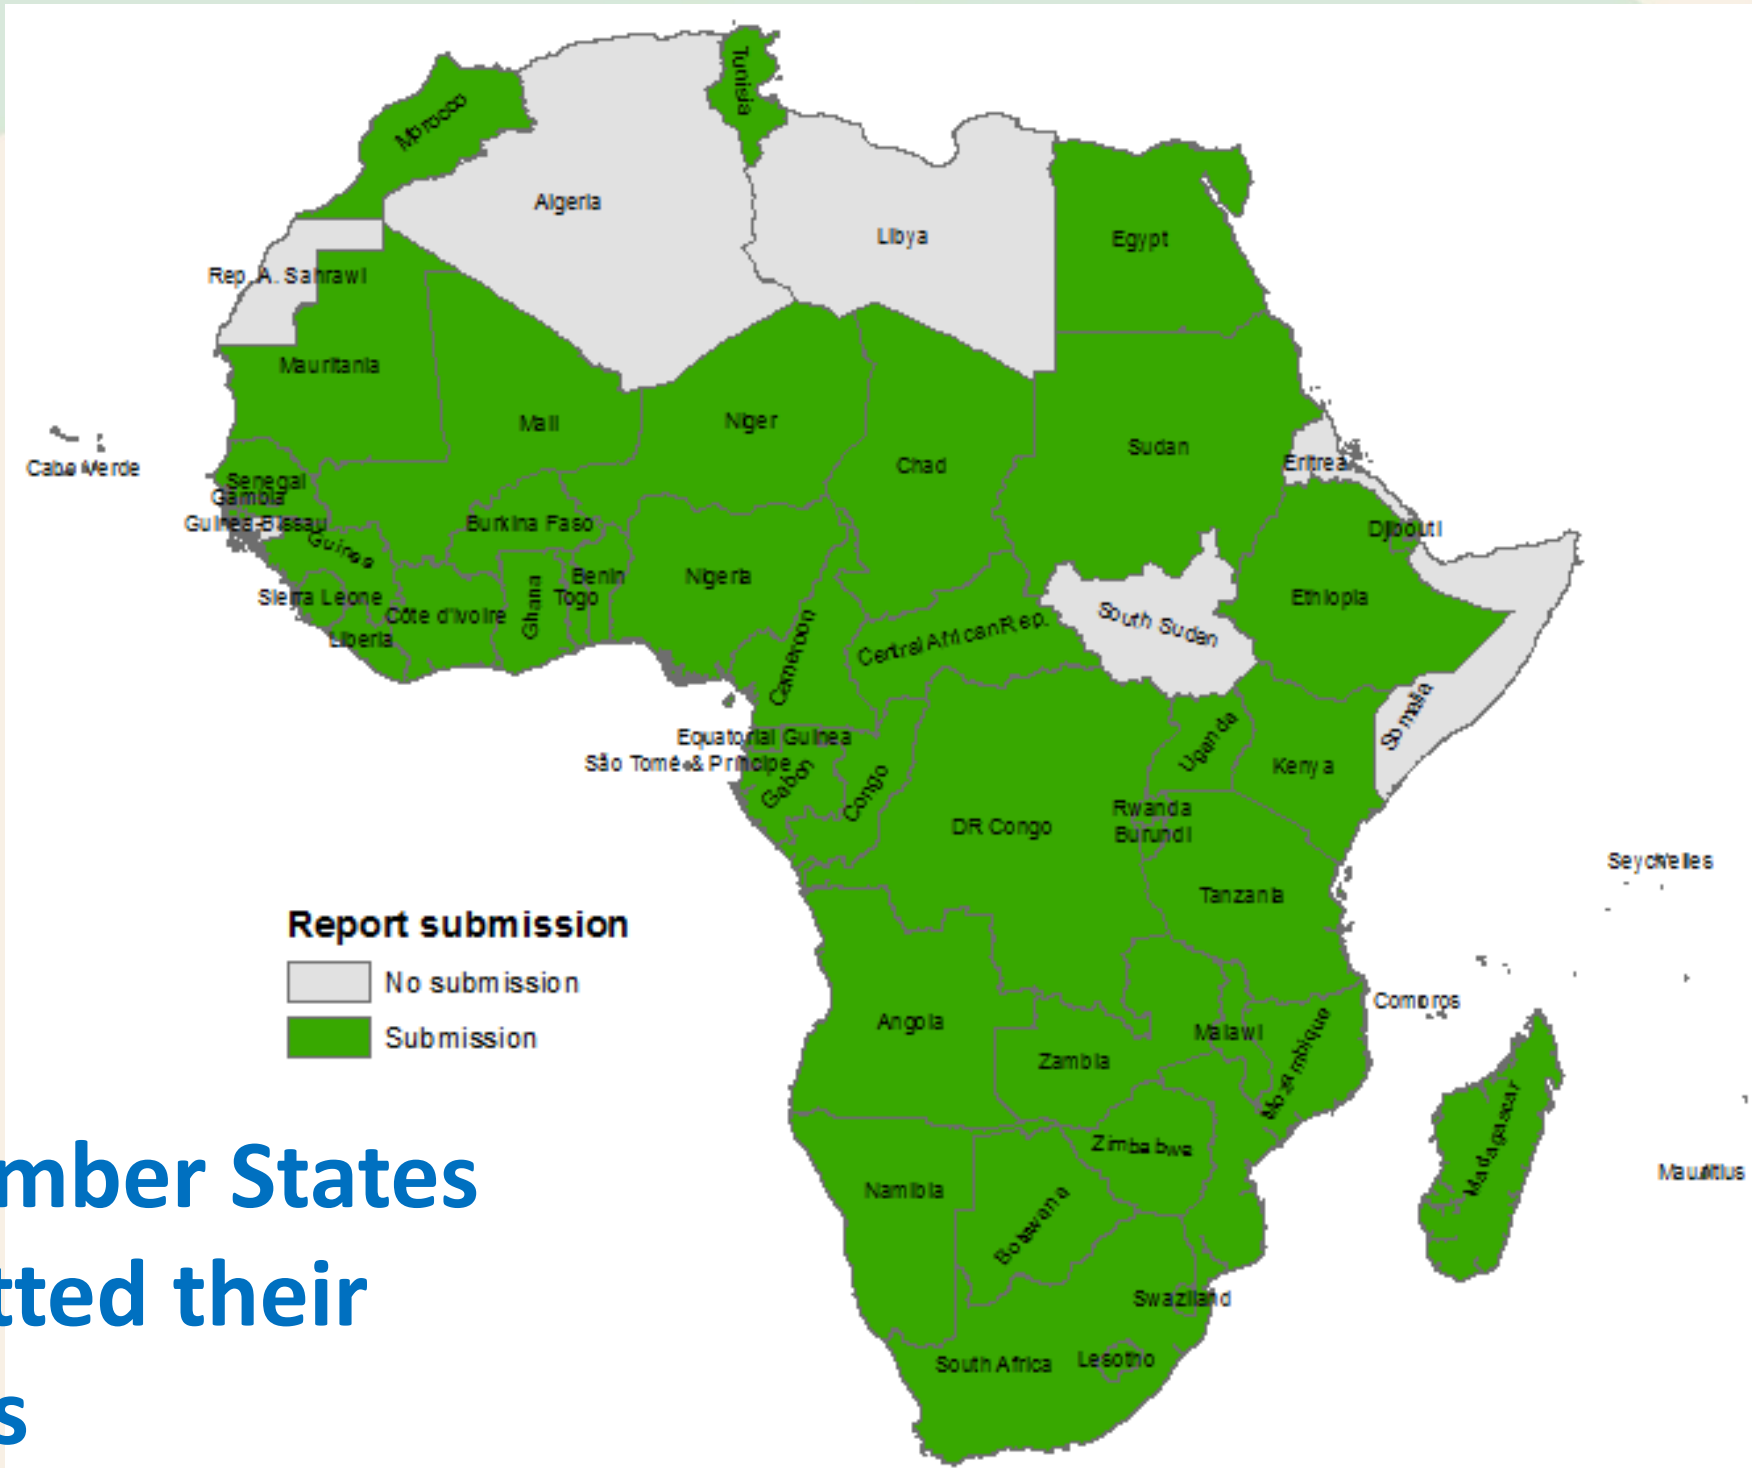 Tunisia
Morocco
Algeria
Libya
Egypt
Rep. A. Sahrawi
Mauritania
Mali
Niger
Chad
Sudan
Eritrea
Cabo Verde
Senegal
Gambia
Guinea-Bissau
Guinea
Burkina Faso
Djibouti
Nigeria
Benin
Togo
Ghana
Ethiopia
Sierra Leone
Côte d'Ivoire
Liberia
South Sudan
Central African Rep.
Cameroon
Somalia
Uganda
Equatorial Guinea
São Tomé & Príncipe
Gabon
Congo
Kenya
Rwanda
Burundi
DR Congo
Seychelles
Tanzania
Report submission
No submission
Submission
Comoros
Angola
Malawi
Zambia
Mozambique
Madagascar
Zimbabwe
Mauritius
Namibia
Botswana
Swaziland
South Africa
Lesotho
mber States
tted their
s